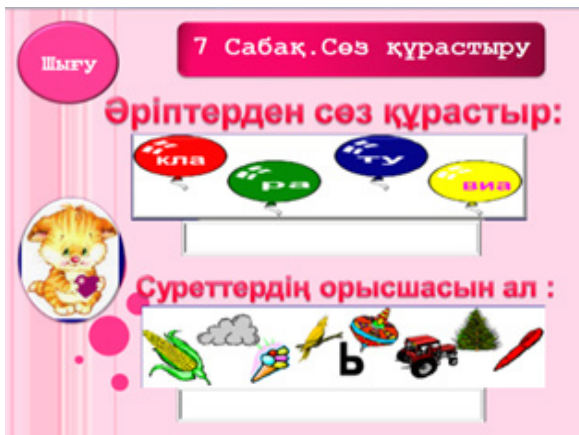 Шығу
7 Сабақ.Сөз құрастыру
Әріптерден сөз құрастыр:
кла
ра
ту
виа
Суреттердің орысшасын ал :
Ь